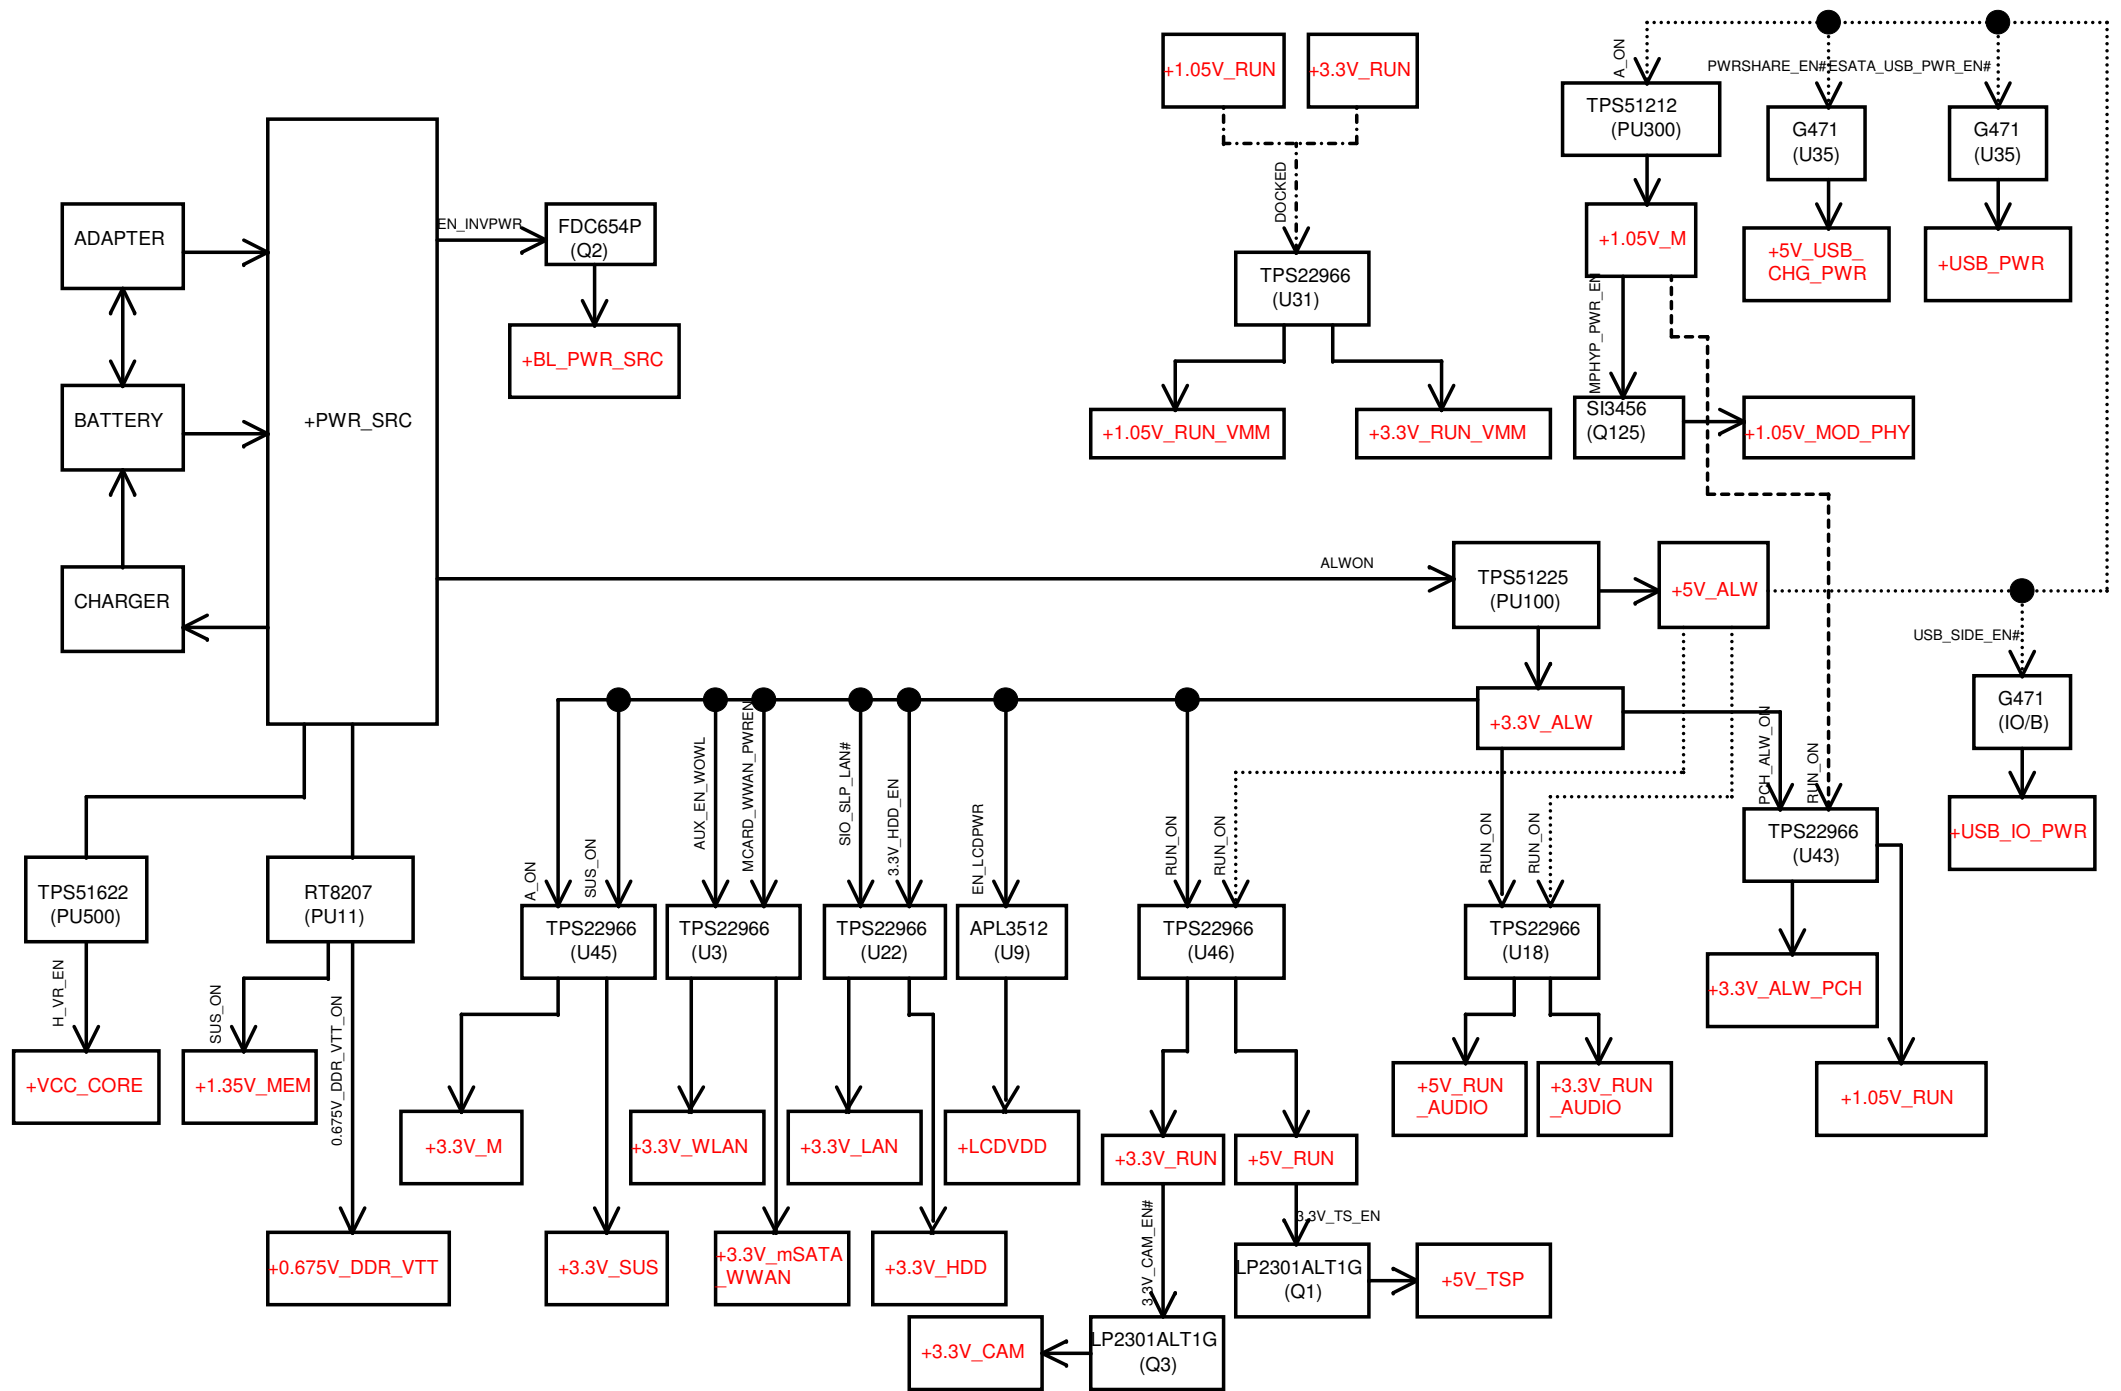 +1.05V_RUN
+3.3V_RUN
A_ON
PWRSHARE_EN#
ESATA_USB_PWR_EN#
TPS51212
(PU300)
G471
(U35)
G471
(U35)
DOCKED
ADAPTER
EN_INVPWR
FDC654P
(Q2)
+1.05V_M
+5V_USB_
CHG_PWR
+USB_PWR
TPS22966
(U31)
+BL_PWR_SRC
MPHYP_PWR_EN
BATTERY
+PWR_SRC
+1.05V_RUN_VMM
+3.3V_RUN_VMM
SI3456
(Q125)
+1.05V_MOD_PHY
CHARGER
ALWON
TPS51225
(PU100)
+5V_ALW
USB_SIDE_EN#
G471
(IO/B)
+3.3V_ALW
PCH_ALW_ON
RUN_ON
A_ON
SUS_ON
AUX_EN_WOWL
MCARD_WWAN_PWREN
SIO_SLP_LAN#
3.3V_HDD_EN
EN_LCDPWR
RUN_ON
RUN_ON
RUN_ON
RUN_ON
TPS22966
(U43)
+USB_IO_PWR
TPS51622
(PU500)
RT8207
(PU11)
TPS22966
(U45)
TPS22966
(U3)
TPS22966
(U22)
APL3512
(U9)
TPS22966
(U46)
TPS22966
(U18)
+3.3V_ALW_PCH
H_VR_EN
SUS_ON
0.675V_DDR_VTT_ON
+VCC_CORE
+1.35V_MEM
+5V_RUN
_AUDIO
+3.3V_RUN
_AUDIO
+1.05V_RUN
+3.3V_M
+3.3V_WLAN
+3.3V_LAN
+LCDVDD
+3.3V_RUN
+5V_RUN
3.3V_CAM_EN#
3.3V_TS_EN
+0.675V_DDR_VTT
+3.3V_SUS
+3.3V_mSATA
_WWAN
+3.3V_HDD
LP2301ALT1G
(Q1)
+5V_TSP
+3.3V_CAM
LP2301ALT1G
(Q3)